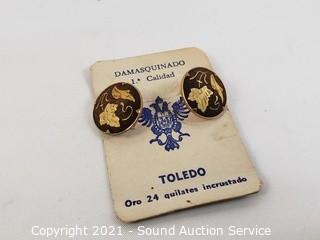 DAMASQUINADO
1.ª Calidad
TOLEDO
Oro 24 quilates incrustado
Copyright 2021 - Sound Auction Service